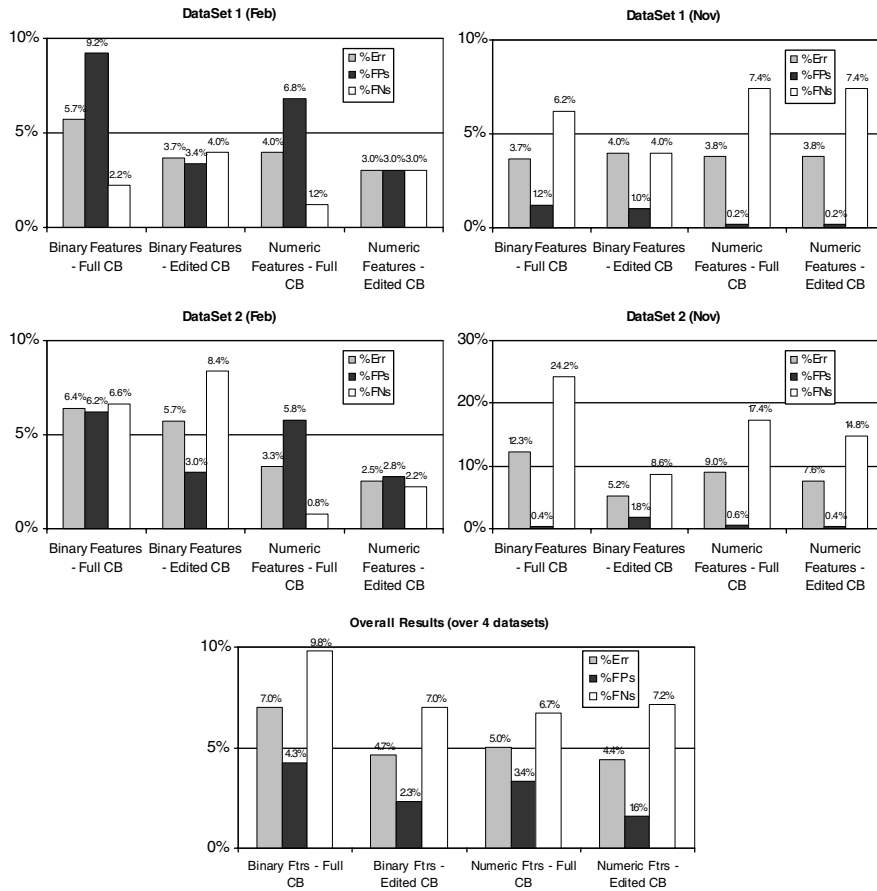 DataSet 1 (Feb)
10%
5%
0%
%Err
%FPs
%FNs
5.7%
9.2%
2.2%
3.7%
3.4%
4.0%
4.0%
6.8%
1.2%
3.0%
3.0%
3.0%
Binary Features
- Full CB
Binary Features
- Edited CB
Numeric
Features - Full
CB
Numeric
Features -
Edited CB
DataSet 1 (Nov)
10%
5%
0%
%Err
%FPs
%FNs
3.7%
1.2%
6.2%
4.0%
1.0%
4.0%
3.8%
0.2%
7.4%
3.8%
0.2%
7.4%
Binary Features
- Full CB
Binary Features
- Edited CB
Numeric
Features - Full
CB
Numeric
Features -
Edited CB
DataSet 2 (Feb)
10%
5%
0%
%Err
%FPs
%FNs
6.4%
6.2%
6.6%
5.7%
3.0%
8.4%
3.3%
5.8%
0.8%
2.5%
2.8%
2.2%
Binary Features
- Full CB
Binary Features
- Edited CB
Numeric
Features - Full
CB
Numeric
Features -
Edited CB
DataSet 2 (Nov)
30%
20%
10%
0%
%Err
%FPs
%FNs
12.3%
0.4%
24.2%
5.2%
1.8%
8.6%
9.0%
0.6%
17.4%
7.6%
0.4%
14.8%
Binary Features
- Full CB
Binary Features
- Edited CB
Numeric
Features - Full
CB
Numeric
Features -
Edited CB
Overall Results (over 4 datasets)
10%
5%
0%
%Err
%FPs
%FNs
7.0%
4.3%
9.8%
4.7%
2.3%
7.0%
5.0%
3.4%
6.7%
4.4%
1.6%
7.2%
Binary Ftrs - Full
CB
Binary Ftrs -
Edited CB
Numeric Ftrs - Full
CB
Numeric Ftrs -
Edited CB